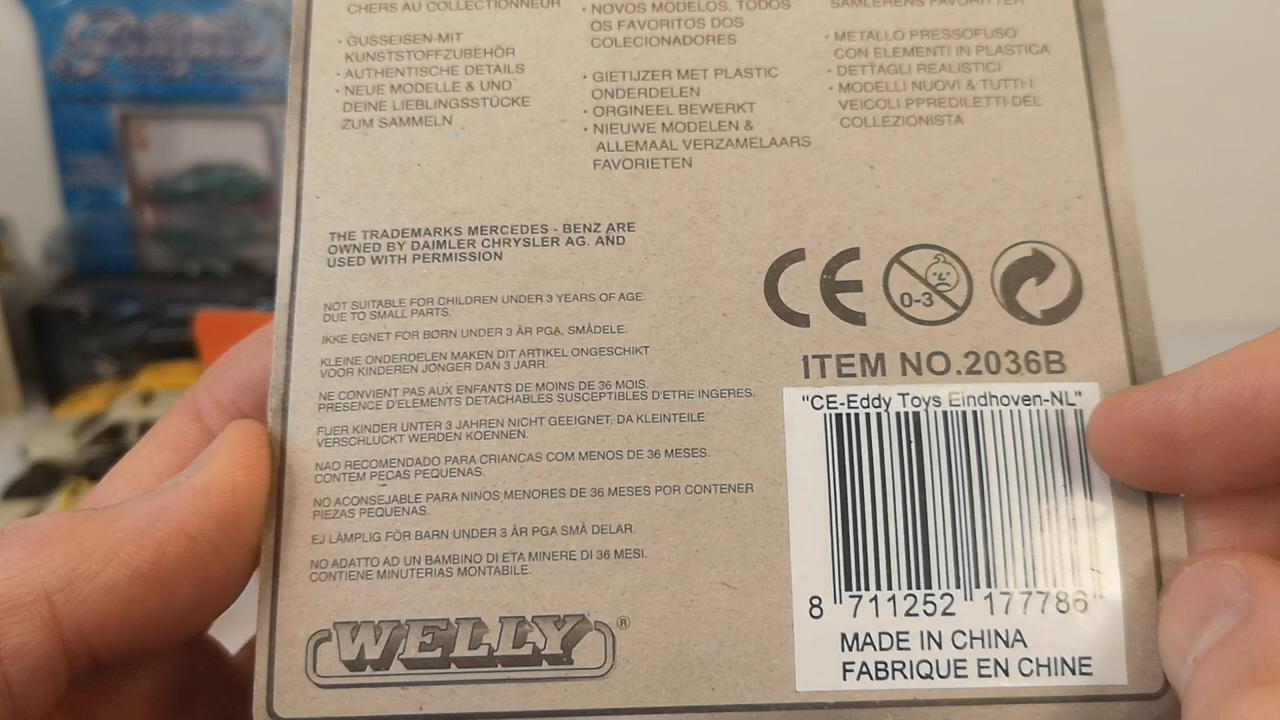 CHERS AU COLLECTIONNEUR
• GUSSEISEN-MIT
KUNSTSTOFFZUBEHÖR
• AUTHENTISCHE DETAILS
• NEUE MODELLE & UND
DEINE LIEBLINGSSTÜCKE
ZUM SAMMELN
• NOVOS MODELOS, TODOS
OS FAVORITOS DOS
COLECIONADORES
• GIETIJZER MET PLASTIC
ONDERDELEN
• ORGINEEL BEWERKT
• NIEUWE MODELEN &
ALLEMAAL VERZAMELAARS
FAVORIETEN
SAMLERENS FAVORITTER
• METALLO PRESSOFUSO
CON ELEMENTI IN PLASTICA
• DETTAGLI REALISTICI
• MODELLI NUOVI & TUTTI I
VEICOLI PPREDILETTI DEL
COLLEZIONISTA
THE TRADEMARKS MERCEDES - BENZ ARE
OWNED BY DAIMLER CHRYSLER AG. AND
USED WITH PERMISSION
NOT SUITABLE FOR CHILDREN UNDER 3 YEARS OF AGE.
DUE TO SMALL PARTS.
IKKE EGNET FOR BØRN UNDER 3 ÅR PGA, SMÅDELE.
KLEINE ONDERDELEN MAKEN DIT ARTIKEL ONGESCHIKT
VOOR KINDEREN JONGER DAN 3 JARR.
NE CONVIENT PAS AUX ENFANTS DE MOINS DE 36 MOIS.
PRESENCE D'ELEMENTS DETACHABLES SUSCEPTIBLES D'ETRE INGERES.
FUER KINDER UNTER 3 JAHREN NICHT GEEIGNET, DA KLEINTEILE
VERSCHLUCKT WERDEN KOENNEN.
NAO RECOMENDADO PARA CRIANCAS COM MENOS DE 36 MESES.
CONTEM PECAS PEQUENAS.
NO ACONSEJABLE PARA NINOS MENORES DE 36 MESES POR CONTENER
PIEZAS PEQUENAS.
EJ LÄMPLIG FÖR BARN UNDER 3 ÅR PGA SMÅ DELAR.
NO ADATTO AD UN BAMBINO DI ETA MINERE DI 36 MESI.
CONTIENE MINUTERIAS MONTABILE.
WELLY ®
CE
0-3
ITEM NO.2036B
"CE-Eddy Toys Eindhoven-NL"
8 711252 177786
MADE IN CHINA
FABRIQUE EN CHINE